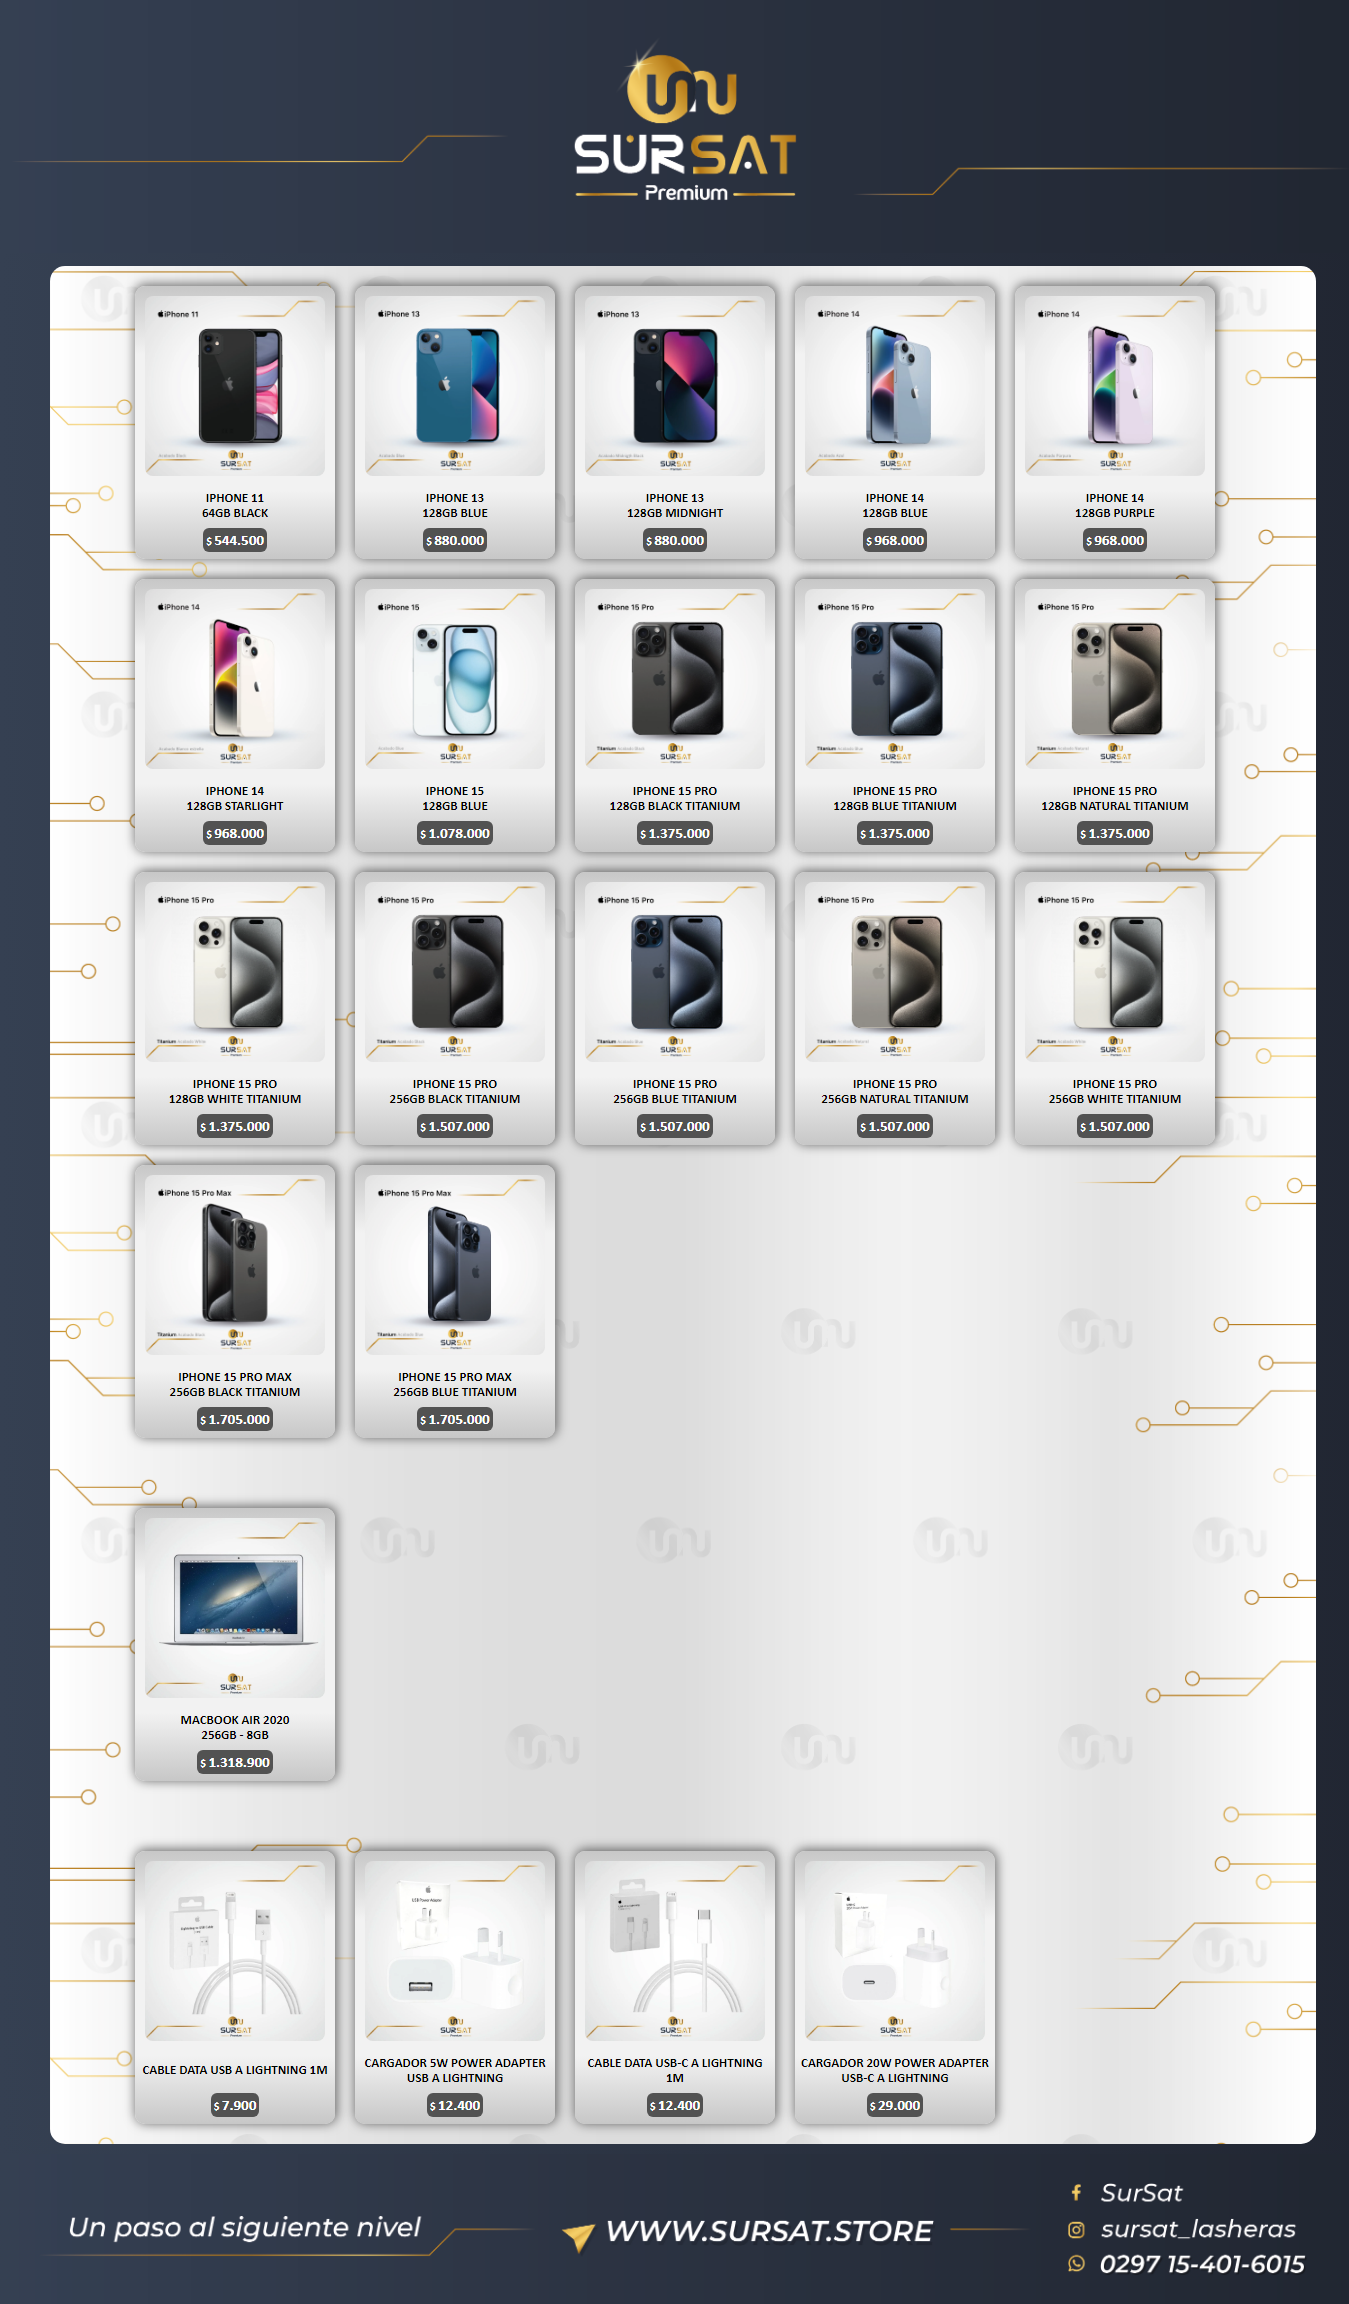 SURSAT
Premium
iPhone 11
IPHONE 11
64GB BLACK
$ 544.500
iPhone 13
IPHONE 13
128GB BLUE
$ 880.000
iPhone 13
IPHONE 13
128GB MIDNIGHT
$ 880.000
iPhone 14
IPHONE 14
128GB BLUE
$ 968.000
iPhone 14
IPHONE 14
128GB PURPLE
$ 968.000
iPhone 14
IPHONE 14
128GB STARLIGHT
$ 968.000
iPhone 15
IPHONE 15
128GB BLUE
$ 1.078.000
iPhone 15 Pro
IPHONE 15 PRO
128GB BLACK TITANIUM
$ 1.375.000
iPhone 15 Pro
IPHONE 15 PRO
128GB BLUE TITANIUM
$ 1.375.000
iPhone 15 Pro
IPHONE 15 PRO
128GB NATURAL TITANIUM
$ 1.375.000
iPhone 15 Pro
IPHONE 15 PRO
128GB WHITE TITANIUM
$ 1.375.000
iPhone 15 Pro
IPHONE 15 PRO
256GB BLACK TITANIUM
$ 1.507.000
iPhone 15 Pro
IPHONE 15 PRO
256GB BLUE TITANIUM
$ 1.507.000
iPhone 15 Pro
IPHONE 15 PRO
256GB NATURAL TITANIUM
$ 1.507.000
iPhone 15 Pro
IPHONE 15 PRO
256GB WHITE TITANIUM
$ 1.507.000
iPhone 15 Pro Max
IPHONE 15 PRO MAX
256GB BLACK TITANIUM
$ 1.705.000
iPhone 15 Pro Max
IPHONE 15 PRO MAX
256GB BLUE TITANIUM
$ 1.705.000
MACBOOK AIR 2020
256GB - 8GB
$ 1.318.900
CABLE DATA USB A LIGHTNING 1M
$ 7.900
CARGADOR 5W POWER ADAPTER
USB A LIGHTNING
$ 12.400
CABLE DATA USB-C A LIGHTNING
1M
$ 12.400
CARGADOR 20W POWER ADAPTER
USB-C A LIGHTNING
$ 29.000
Un paso al siguiente nivel
WWW.SURSAT.STORE
SurSat
sursat_lasheras
0297 15-401-6015